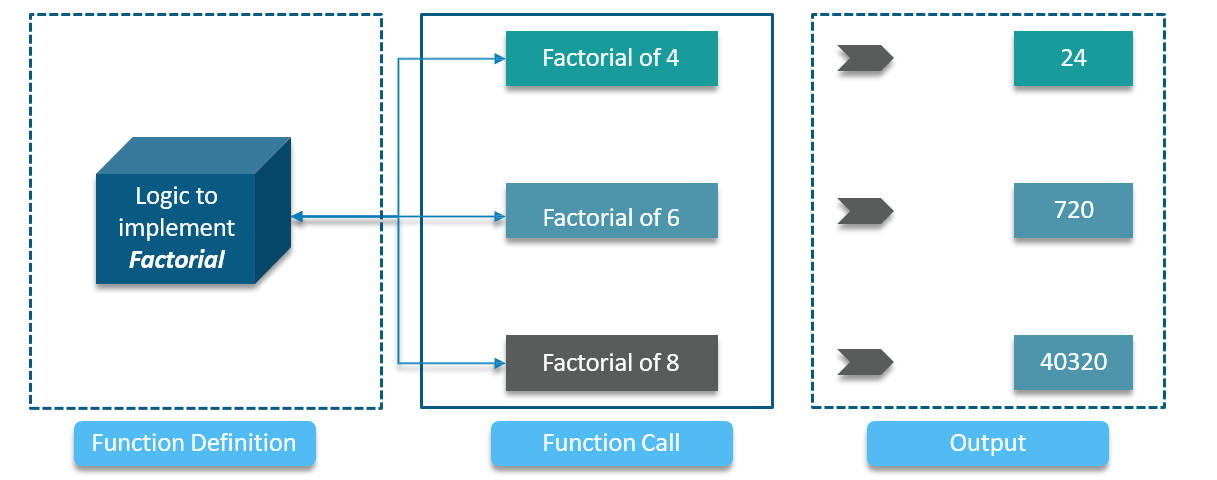 Logic to
implement
Factorial
Factorial of 4
24
Factorial of 6
720
Factorial of 8
40320
Function Definition
Function Call
Output